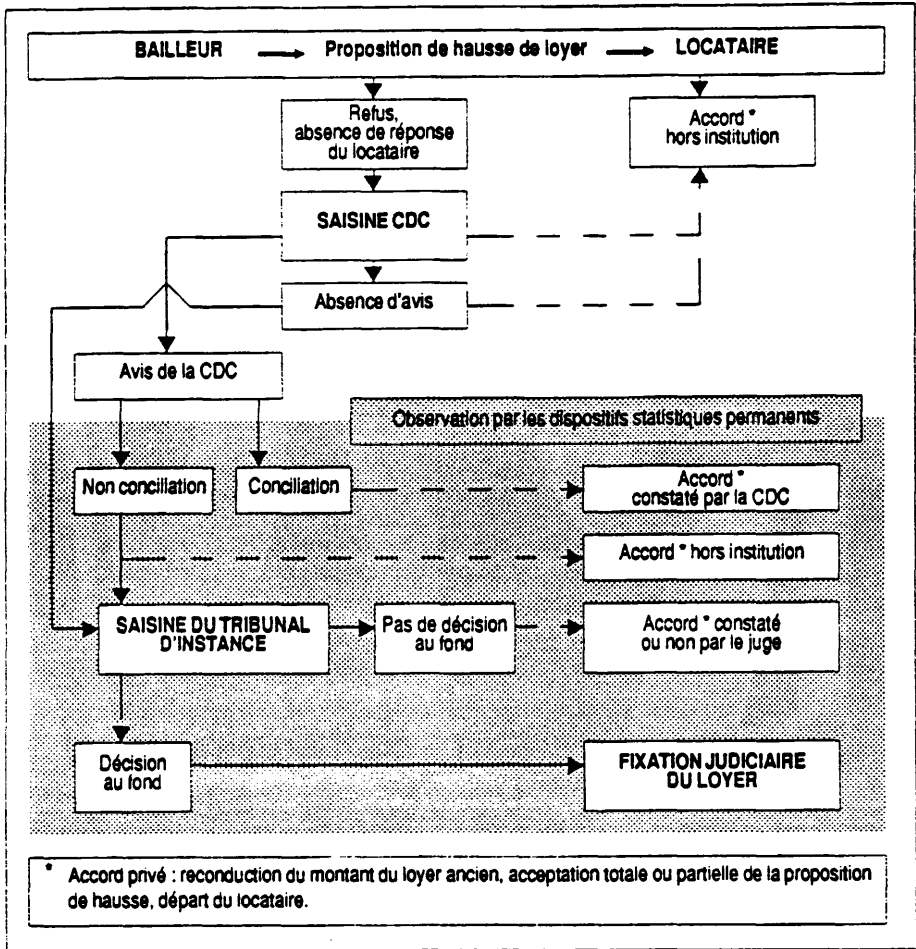 BAILLEUR Proposition de hausse de loyer LOCATAIRE
Refus,
absence de réponse
du locataire
Accord *
hors institution
SAISINE CDC
Absence d'avis
Avis de la CDC
Observation par les dispositifs statistiques permanents
Non conciliation
Conciliation
Accord *
constaté par la CDC
Accord * hors institution
SAISINE DU TRIBUNAL
D'INSTANCE
Pas de décision
au fond
Accord * constaté
ou non par le juge
Décision
au fond
FIXATION JUDICIAIRE
DU LOYER
* Accord privé : reconduction du montant du loyer ancien, acceptation totale ou partielle de la proposition
de hausse, départ du locataire.